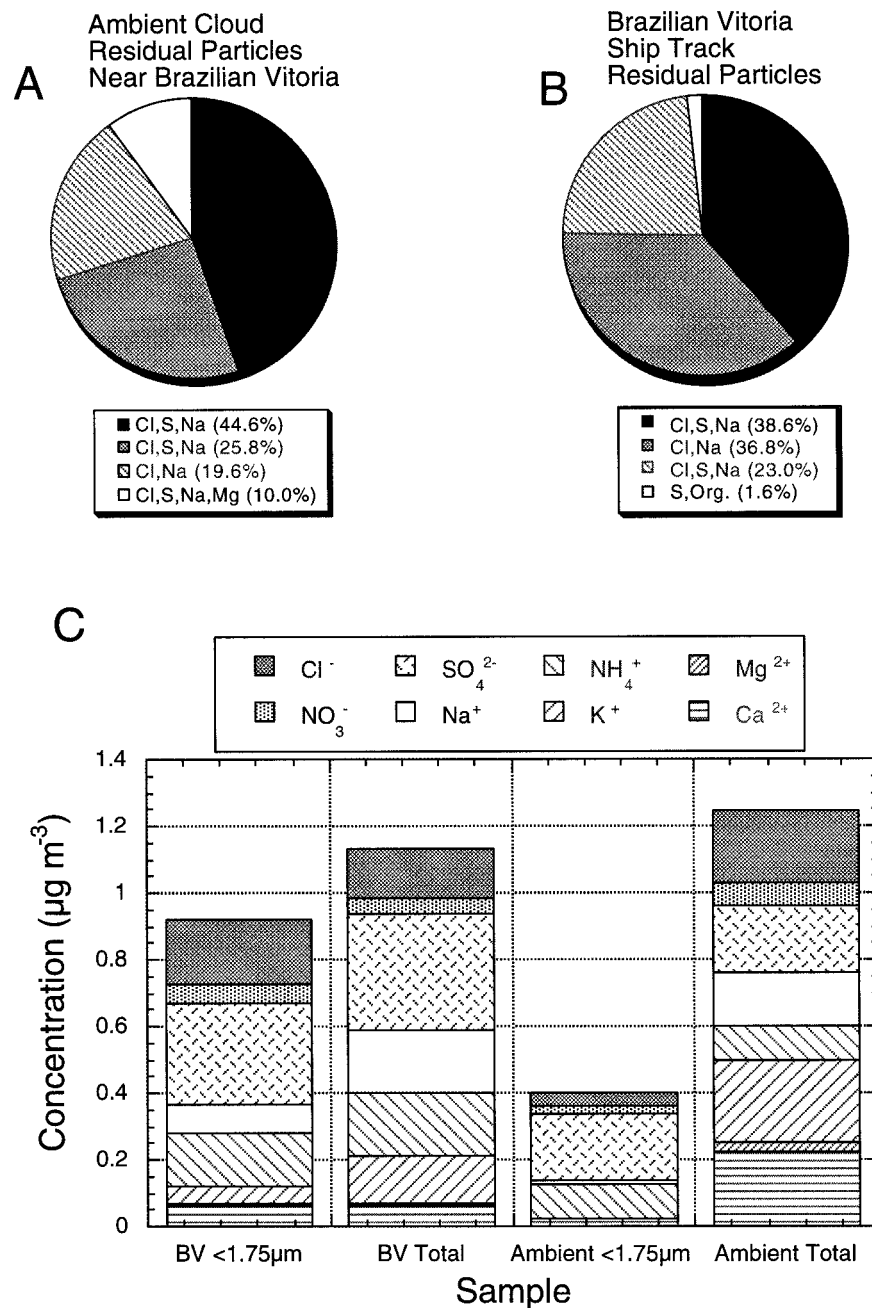 Ambient Cloud
Residual Particles
Near Brazilian Vitoria
A
Cl,S,Na (44.6%)
Cl,S,Na (25.8%)
Cl,Na (19.6%)
Cl,S,Na,Mg (10.0%)
Brazilian Vitoria
Ship Track
Residual Particles
B
Cl,S,Na (38.6%)
Cl,Na (36.8%)
Cl,S,Na (23.0%)
S,Org. (1.6%)
C
Cl⁻ SO₄²⁻ NH₄⁺ Mg²⁺
NO₃⁻ Na⁺ K⁺ Ca²⁺
Concentration (µg m⁻³)
1.4
1.2
1
0.8
0.6
0.4
0.2
0
BV <1.75µm BV Total Ambient <1.75µm Ambient Total
Sample